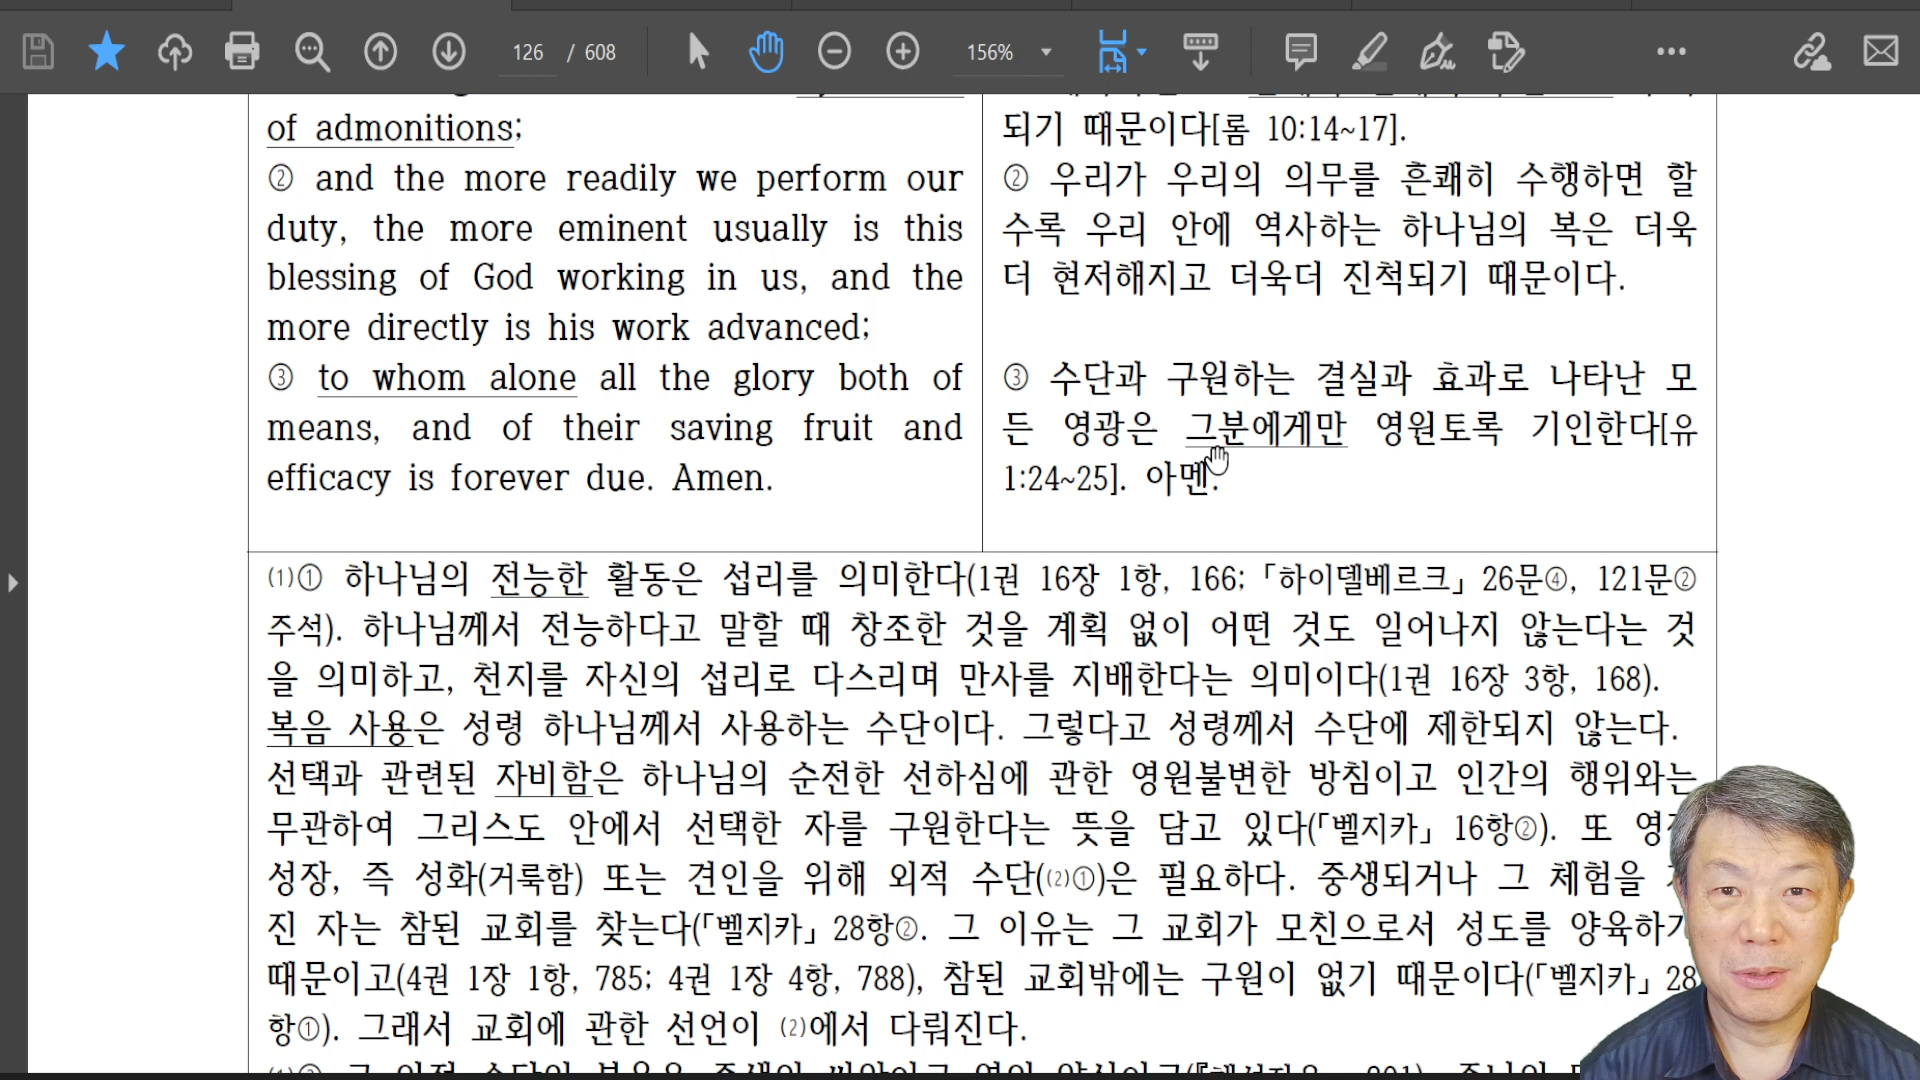 126 / 608
156%
of admonitions;
② and the more readily we perform our
duty, the more eminent usually is this
blessing of God working in us, and the
more directly is his work advanced;
③ to whom alone all the glory both of
means, and of their saving fruit and
efficacy is forever due. Amen.
되기 때문이다[롬 10:14~17].
② 우리가 우리의 의무를 흔쾌히 수행하면 할
수록 우리 안에 역사하는 하나님의 복은 더욱
더 현저해지고 더욱더 진척되기 때문이다.
③ 수단과 구원하는 결실과 효과로 나타난 모
든 영광은 그분에게만 영원토록 기인한다[유
1:24~25]. 아멘.
⑴① 하나님의 전능한 활동은 섭리를 의미한다(1권 16장 1항, 166;「하이델베르크」26문④, 121문②
주석). 하나님께서 전능하다고 말할 때 창조한 것을 계획 없이 어떤 것도 일어나지 않는다는 것
을 의미하고, 천지를 자신의 섭리로 다스리며 만사를 지배한다는 의미이다(1권 16장 3항, 168).
복음 사용은 성령 하나님께서 사용하는 수단이다. 그렇다고 성령께서 수단에 제한되지 않는다.
선택과 관련된 자비함은 하나님의 순전한 선하심에 관한 영원불변한 방침이고 인간의 행위와는
무관하여 그리스도 안에서 선택한 자를 구원한다는 뜻을 담고 있다(「벨지카」 16항②). 또
성장, 즉 성화(거룩함) 또는 견인을 위해 외적 수단(⑵①)은 필요하다. 중생되거나 그 체험을
진 자는 참된 교회를 찾는다(「벨지카」 28항②. 그 이유는 그 교회가 모친으로서 성도를 양육하기
때문이고(4권 1장 1항, 785; 4권 1장 4항, 788), 참된 교회밖에는 구원이 없기 때문이다(「벨지카」 28
항①). 그래서 교회에 관한 선언이 ⑵에서 다뤄진다.